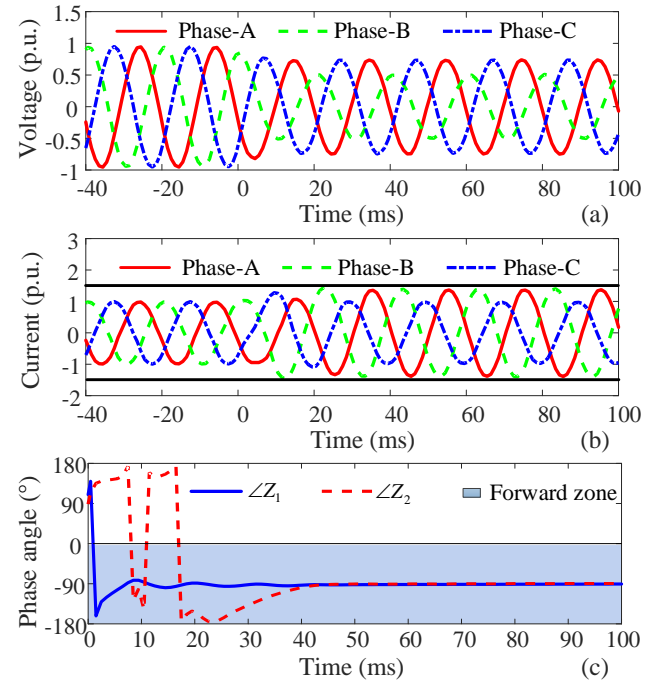 1.5
1
0.5
0
-0.5
-1
Voltage (p.u.)
Phase-A Phase-B Phase-C
-40 -20 0 20 40 60 80 100
Time (ms) (a)
3
2
1
0
-1
-2
Current (p.u.)
Phase-A Phase-B Phase-C
-40 -20 0 20 40 60 80 100
Time (ms) (b)
180
90
0
-90
-180
Phase angle (°)
∠Z₁ ∠Z₂ Forward zone
0 10 20 30 40 50 60 70 80 90 100
Time (ms) (c)